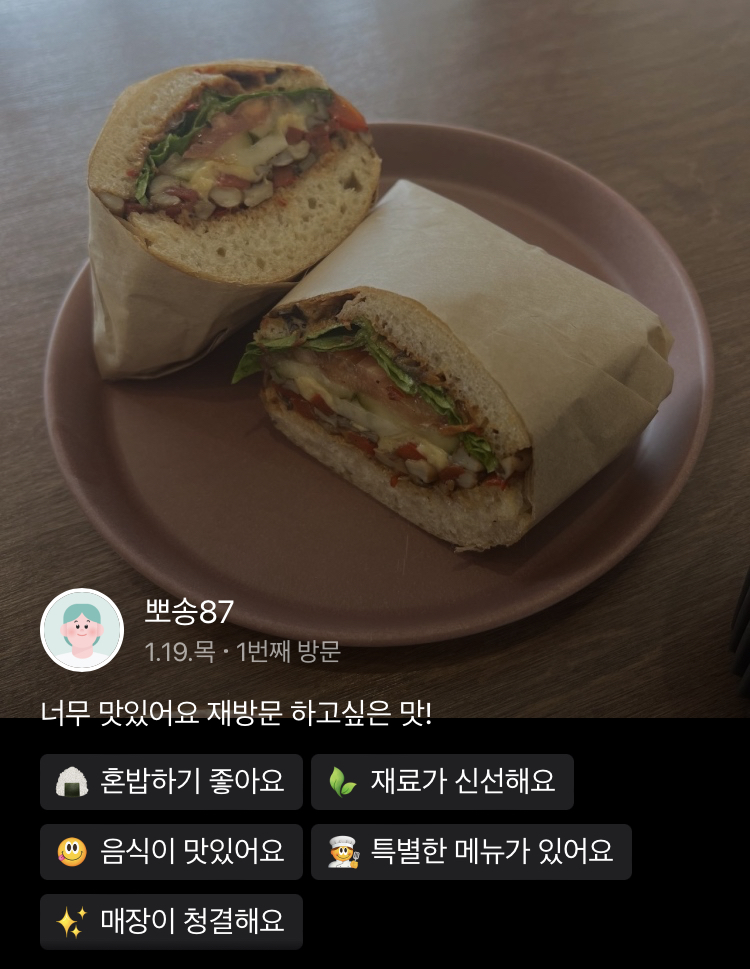 뽀송87
1.19.목 · 1번째 방문
너무 맛있어요 재방문 하고싶은 맛!
혼밥하기 좋아요
재료가 신선해요
음식이 맛있어요
특별한 메뉴가 있어요
매장이 청결해요